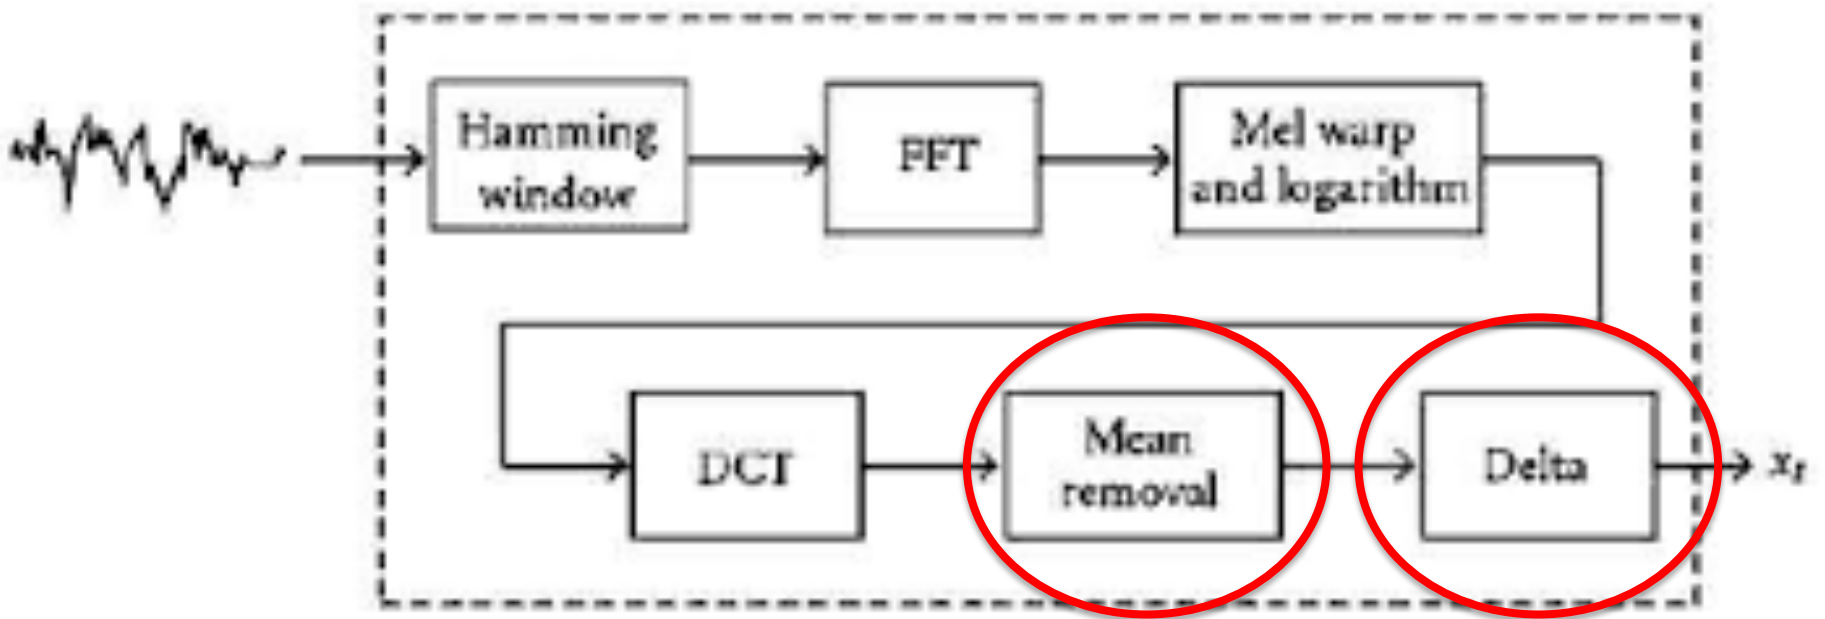 Hamming
window
FFT
Mel warp
and logarithm
DCT
Mean
removal
Delta
x_t